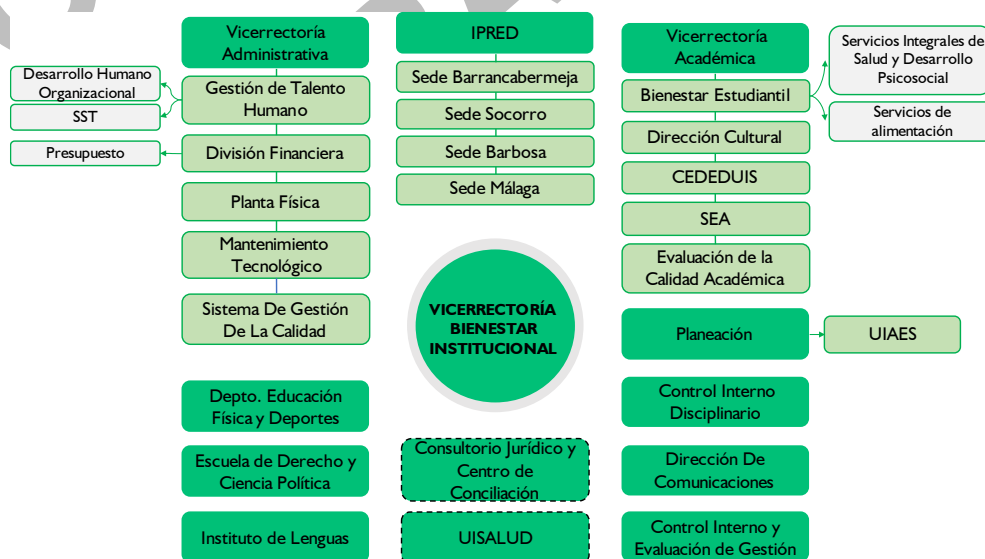 Vicerrectoría
Administrativa
Desarrollo Humano
Organizacional
SST
Gestión de Talento
Humano
Presupuesto
División Financiera
Planta Física
Mantenimiento
Tecnológico
Sistema De Gestión
De La Calidad
IPRED
Sede Barrancabermeja
Sede Socorro
Sede Barbosa
Sede Málaga
Vicerrectoría
Académica
Bienestar Estudiantil
Servicios Integrales de
Salud y Desarrollo
Psicosocial
Servicios de
alimentación
Dirección Cultural
CEDEDUIS
SEA
Evaluación de la
Calidad Académica
VICERRECTORÍA
BIENESTAR
INSTITUCIONAL
Planeación
UIAES
Depto. Educación
Física y Deportes
Control Interno
Disciplinario
Escuela de Derecho y
Ciencia Política
Consultorio Jurídico y
Centro de
Conciliación
Dirección De
Comunicaciones
Instituto de Lenguas
UISALUD
Control Interno y
Evaluación de Gestión